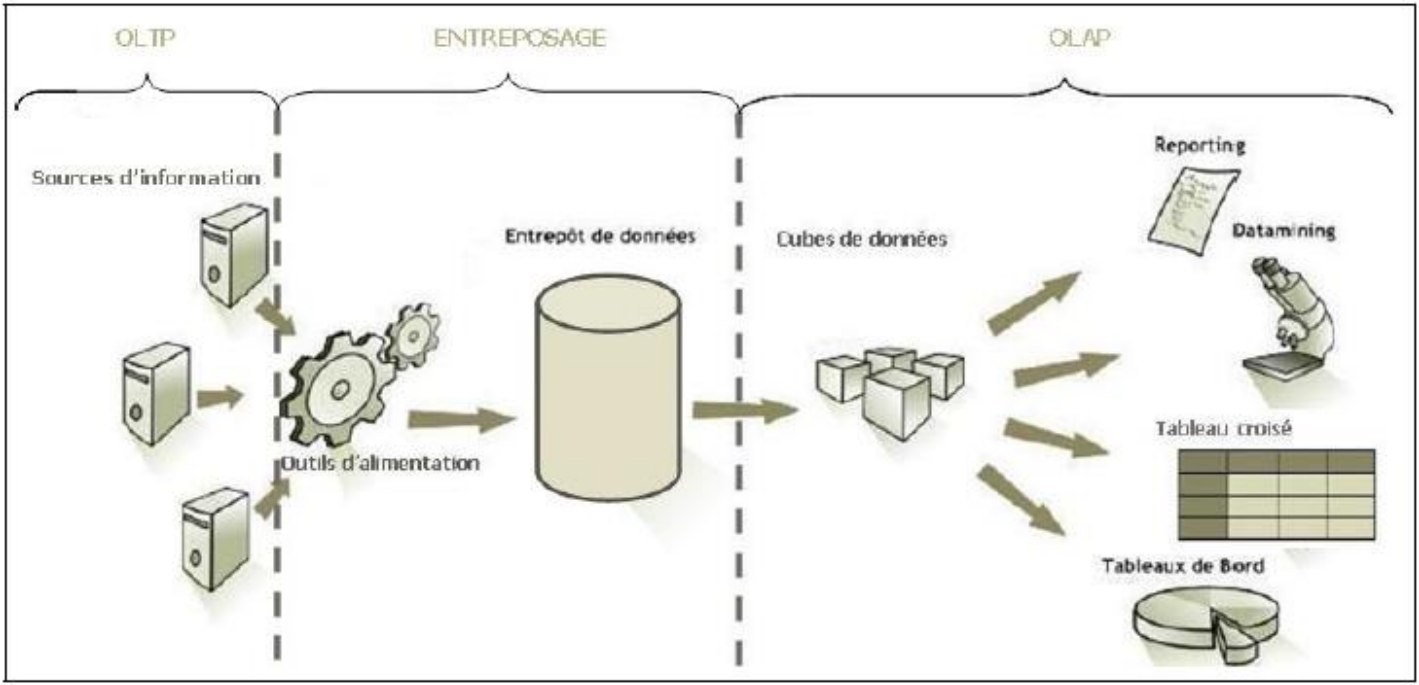 OLTP
ENTREPOSAGE
OLAP
Sources d'information
Outils d'alimentation
Entrepôt de données
Cubes de données
Reporting
Datamining
Tableau croisé
Tableaux de Bord